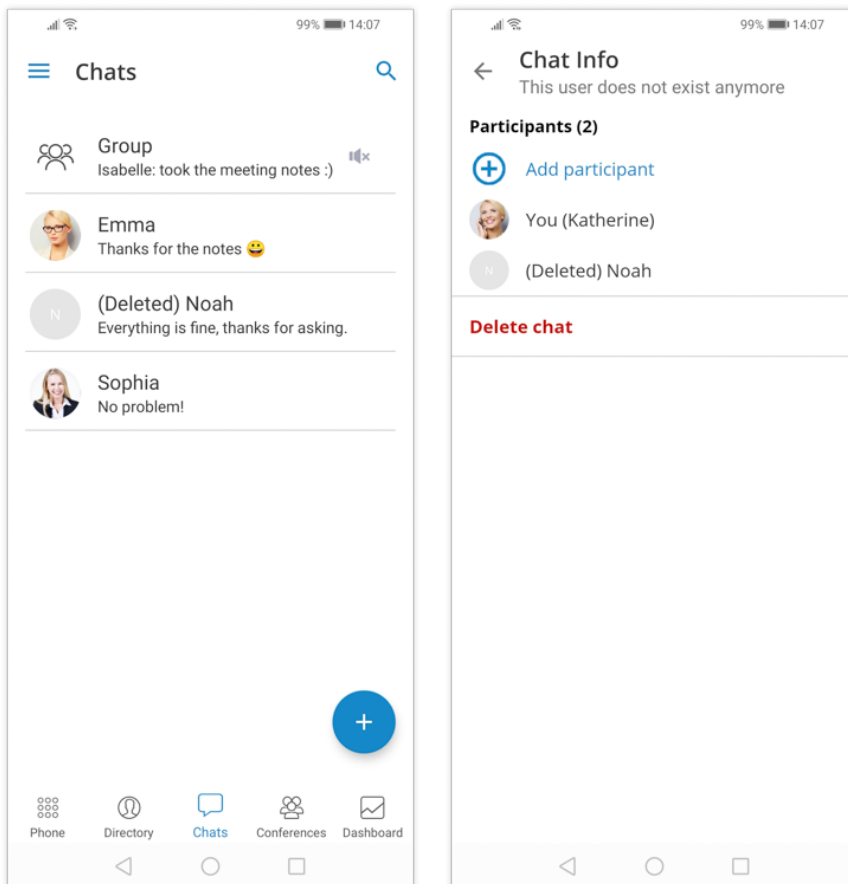 99% 14:07
Chats
Group
Isabelle: took the meeting notes :)
Emma
Thanks for the notes 😀
N
(Deleted) Noah
Everything is fine, thanks for asking.
Sophia
No problem!
+
Phone Directory Chats Conferences Dashboard
99% 14:07
Chat Info
This user does not exist anymore
Participants (2)
Add participant
You (Katherine)
N
(Deleted) Noah
Delete chat